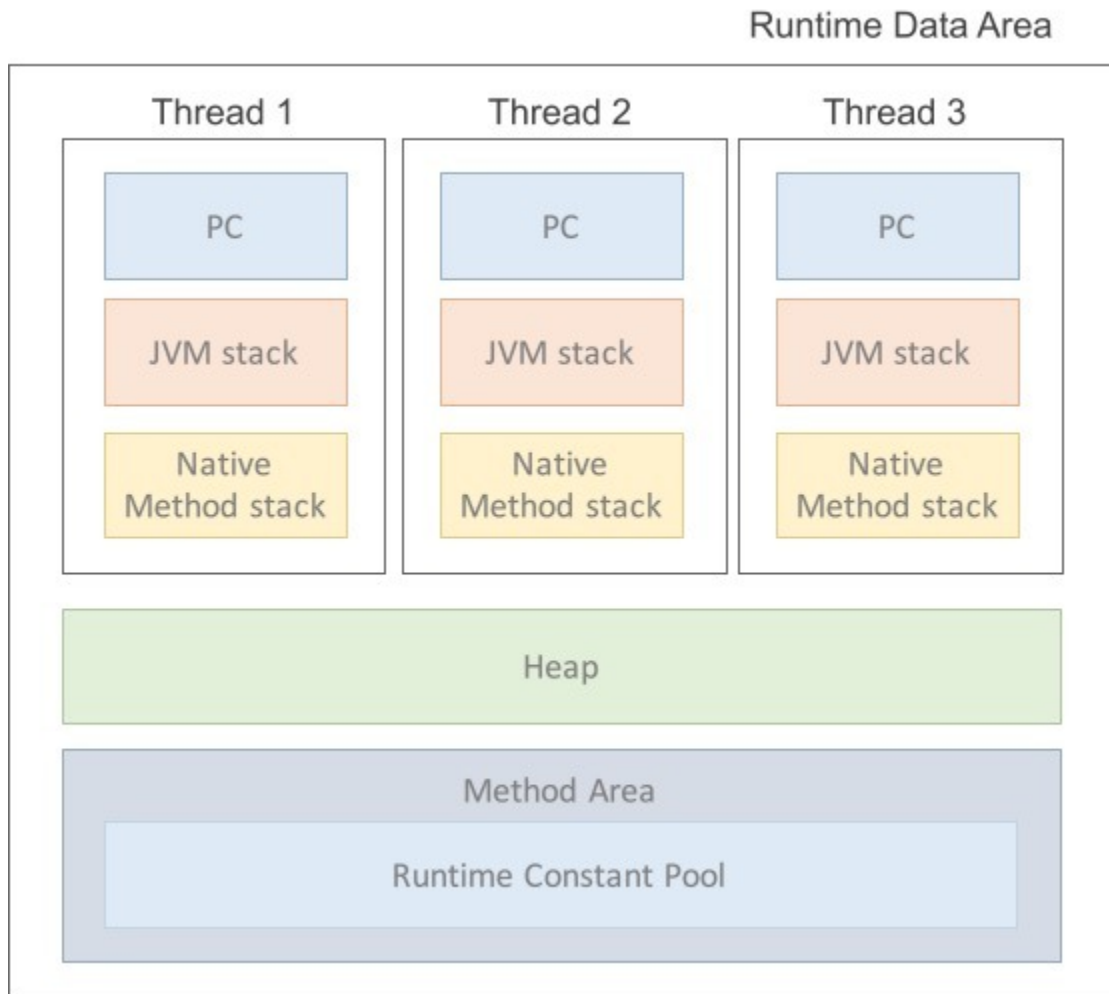 Runtime Data Area
Thread 1
Thread 2
Thread 3
PC
PC
PC
JVM stack
JVM stack
JVM stack
Native
Method stack
Native
Method stack
Native
Method stack
Heap
Method Area
Runtime Constant Pool